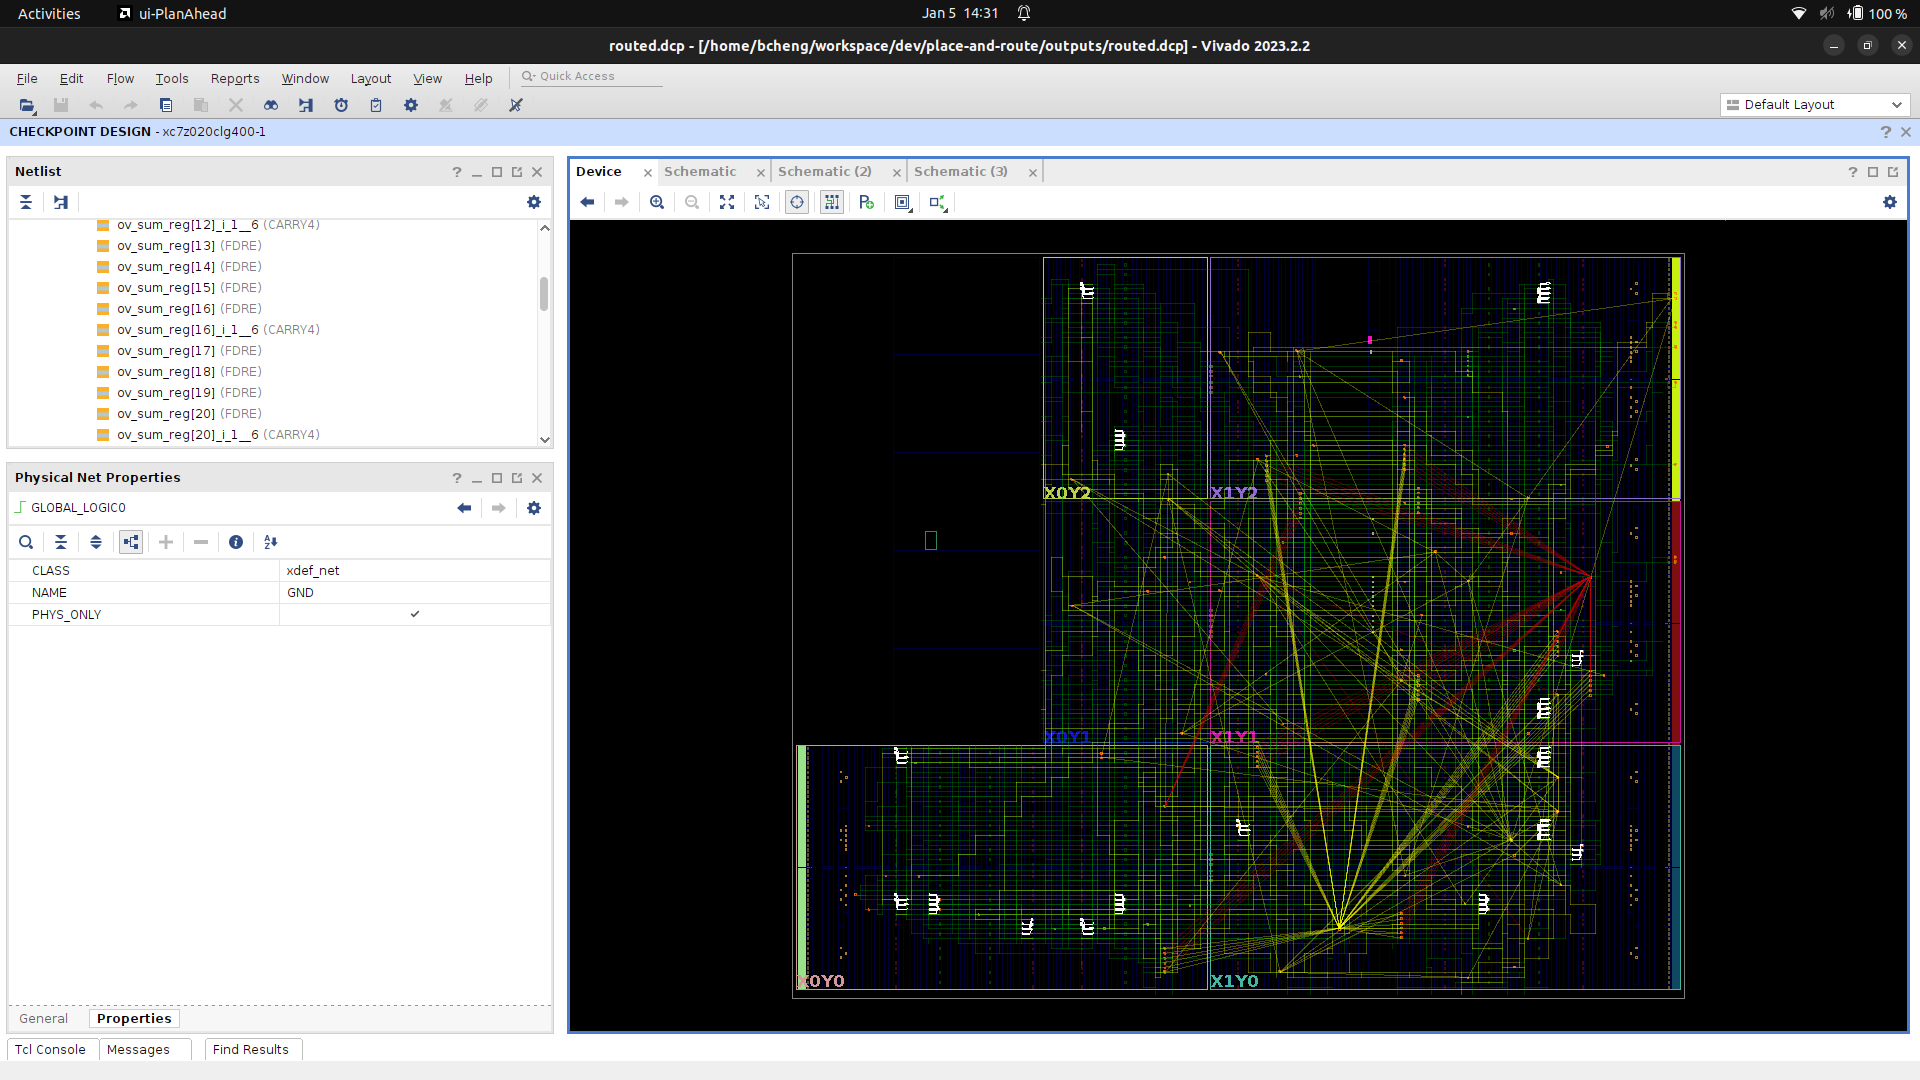 Activities
ui-PlanAhead
Jan 5 14:31
100 %
routed.dcp - [/home/bcheng/workspace/dev/place-and-route/outputs/routed.dcp] - Vivado 2023.2.2
File Edit Flow Tools Reports Window Layout View Help
Quick Access
Default Layout
CHECKPOINT DESIGN - xc7z020clg400-1
Netlist
ov_sum_reg[12]_i_1__6 (CARRY4)
ov_sum_reg[13] (FDRE)
ov_sum_reg[14] (FDRE)
ov_sum_reg[15] (FDRE)
ov_sum_reg[16] (FDRE)
ov_sum_reg[16]_i_1__6 (CARRY4)
ov_sum_reg[17] (FDRE)
ov_sum_reg[18] (FDRE)
ov_sum_reg[19] (FDRE)
ov_sum_reg[20] (FDRE)
ov_sum_reg[20]_i_1__6 (CARRY4)
Physical Net Properties
GLOBAL_LOGIC0
CLASS xdef_net
NAME GND
PHYS_ONLY
General Properties
Tcl Console Messages Find Results
Device Schematic Schematic (2) Schematic (3)
X0Y2 X1Y2
X0Y1 X1Y1
X0Y0 X1Y0